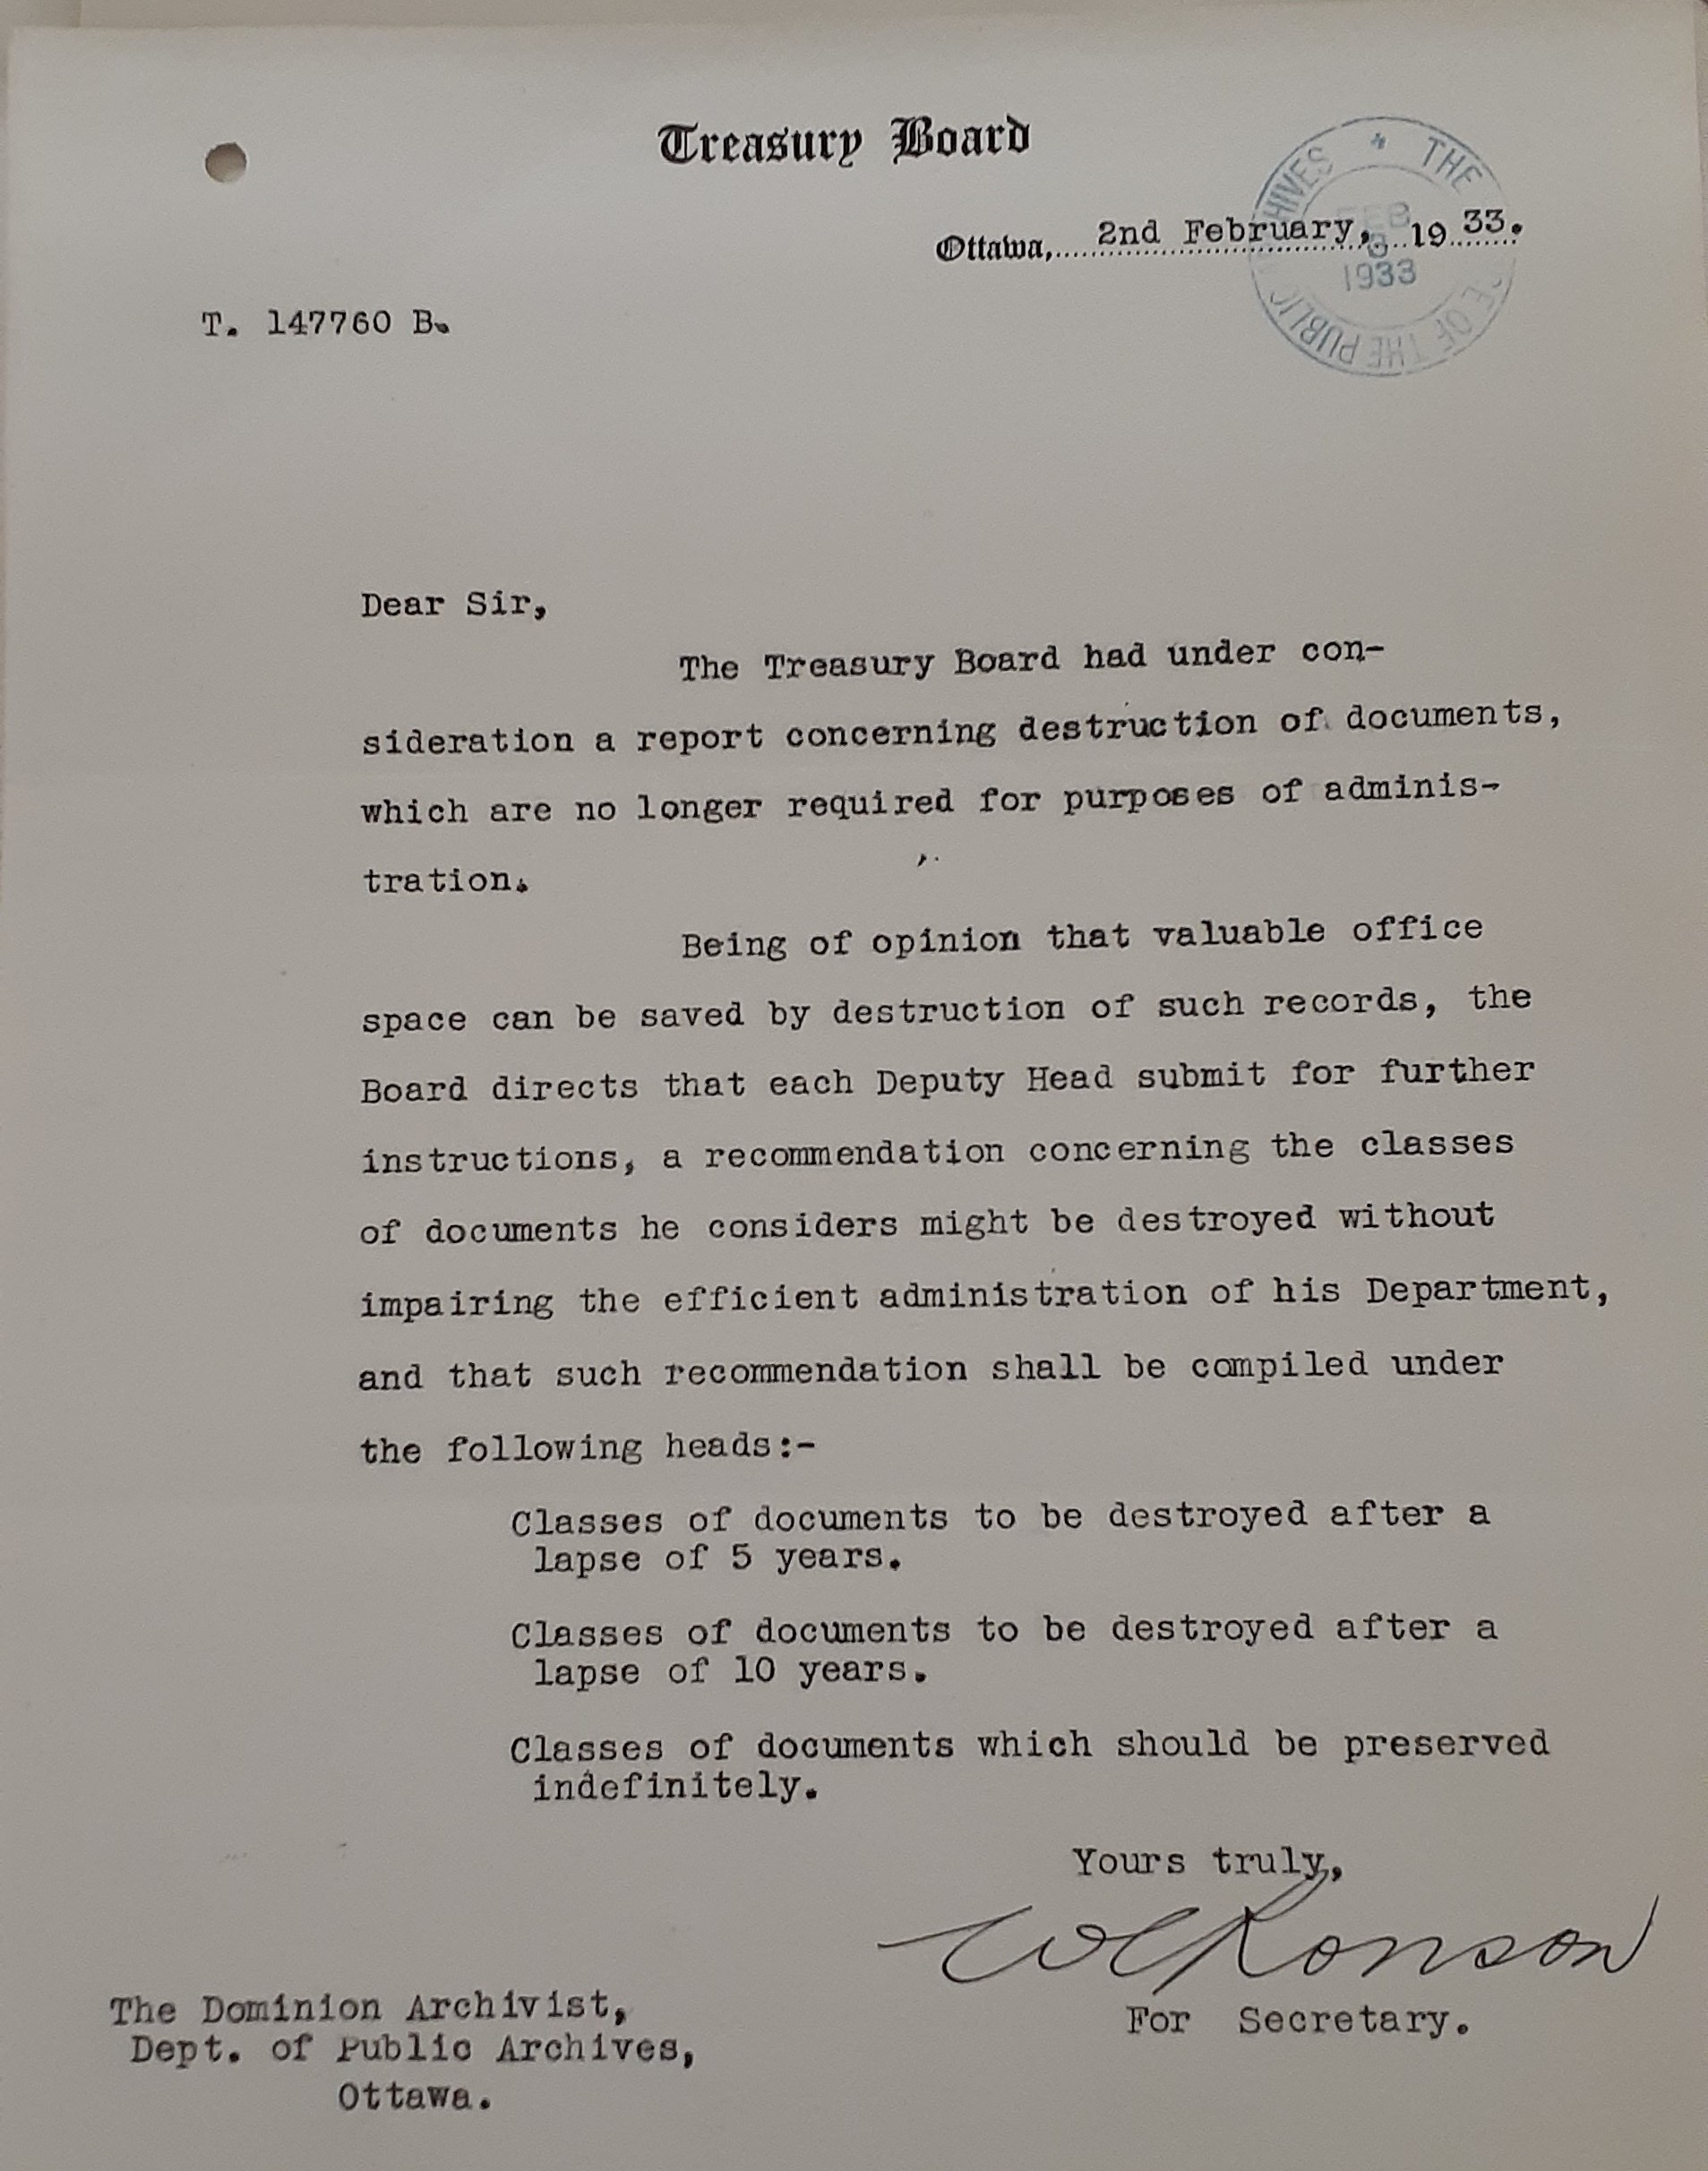 Treasury Board
Ottawa, 2nd February, 1933.
THE OF THE PUBLIC
FEB
1933
T. 147760 B.
Dear Sir,
The Treasury Board had under con-
sideration a report concerning destruction of documents,
which are no longer required for purposes of adminis-
tration.
Being of opinion that valuable office
space can be saved by destruction of such records, the
Board directs that each Deputy Head submit for further
instructions, a recommendation concerning the classes
of documents he considers might be destroyed without
impairing the efficient administration of his Department,
and that such recommendation shall be compiled under
the following heads:-
Classes of documents to be destroyed after a
lapse of 5 years.
Classes of documents to be destroyed after a
lapse of 10 years.
Classes of documents which should be preserved
indefinitely.
Yours truly,
WCRonson
For Secretary.
The Dominion Archivist,
Dept. of Public Archives,
Ottawa.